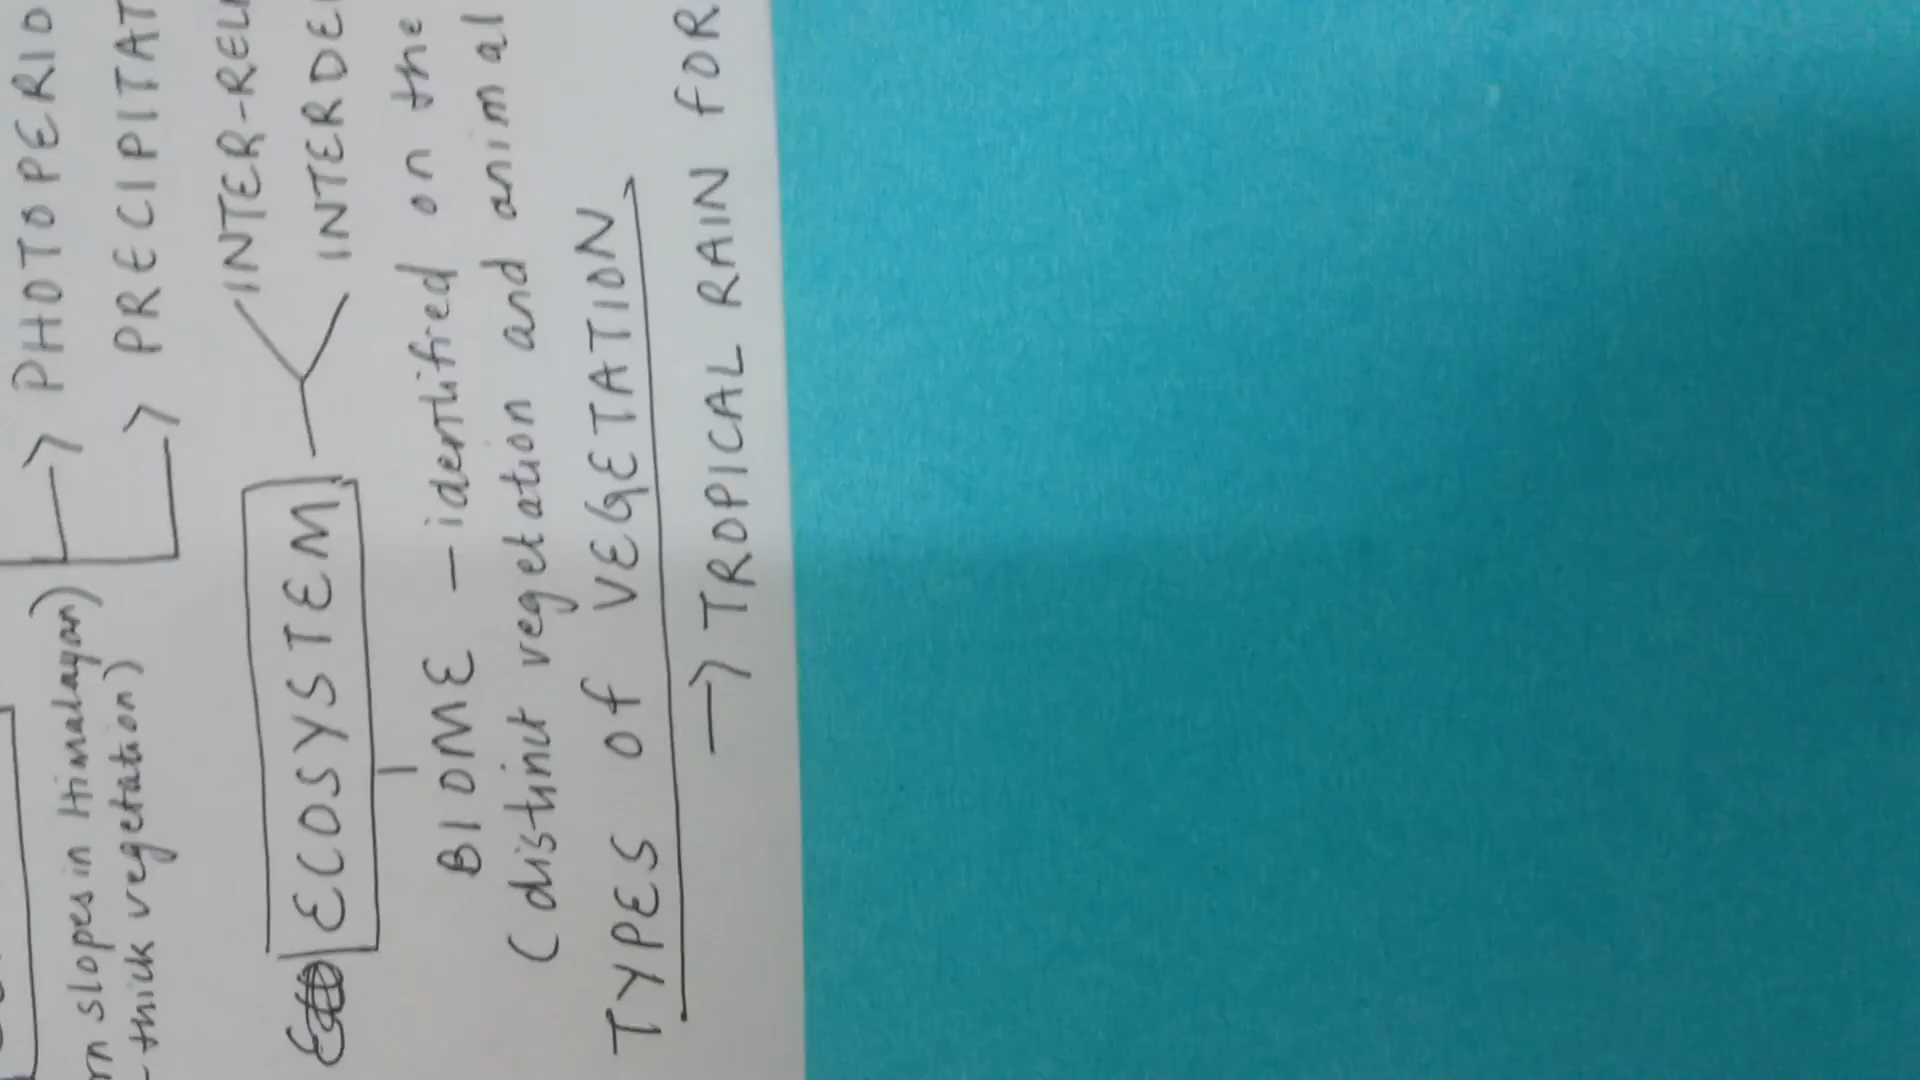 → PHOTOPERIO
→ PRECIPITAT
rn slopes in Himalayan)
- thick vegetation)
INTER-REL
ECOSYSTEM
INTERDE
BIOME - identified on the
(distinct vegetation and animal
TYPES OF VEGETATION
→ TROPICAL RAIN FOR